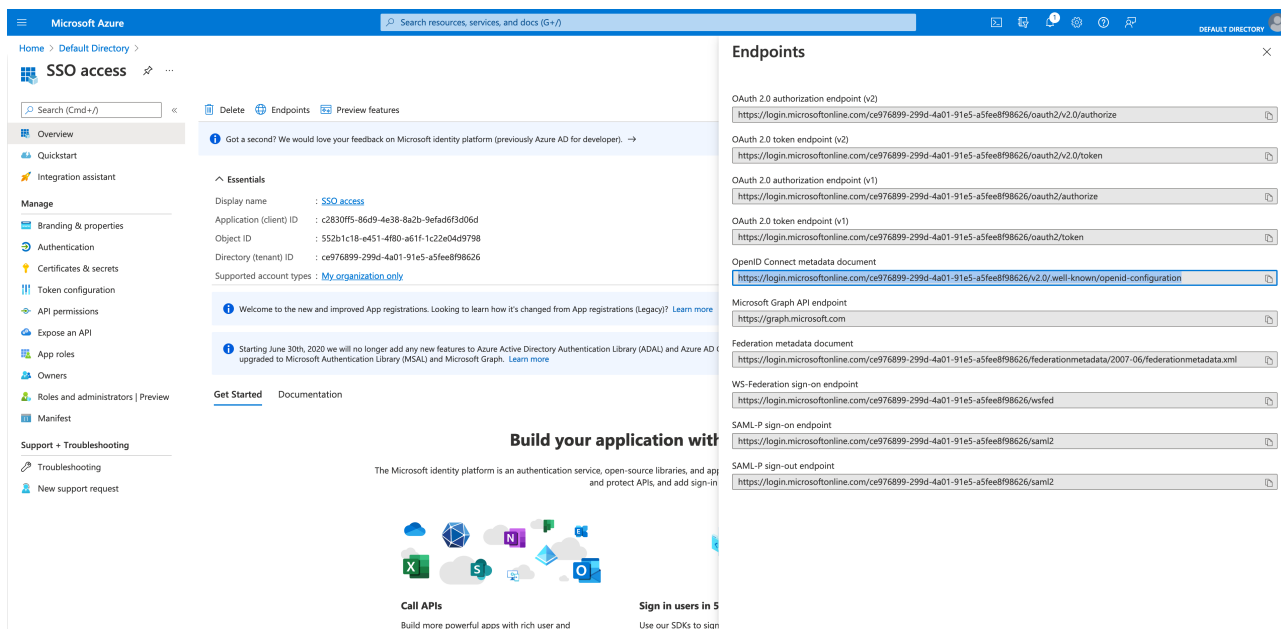 Microsoft Azure
Search resources, services, and docs (G+/)
1
DEFAULT DIRECTORY
Home > Default Directory >
SSO access
...
Search (Cmd+/)
«
Overview
Quickstart
Integration assistant
Manage
Branding & properties
Authentication
Certificates & secrets
Token configuration
API permissions
Expose an API
App roles
Owners
Roles and administrators | Preview
Manifest
Support + Troubleshooting
Troubleshooting
New support request
Delete
Endpoints
Preview features
Got a second? We would love your feedback on Microsoft identity platform (previously Azure AD for developer). →
Essentials
Display name : SSO access
Application (client) ID : c2830ff5-86d9-4e38-8a2b-9efad6f3d06d
Object ID : 552b1c18-e451-4f80-a61f-1c22e04d9798
Directory (tenant) ID : ce976899-299d-4a01-91e5-a5fee8f98626
Supported account types : My organization only
Welcome to the new and improved App registrations. Looking to learn how it's changed from App registrations (Legacy)? Learn more
Starting June 30th, 2020 we will no longer add any new features to Azure Active Directory Authentication Library (ADAL) and Azure AD
upgraded to Microsoft Authentication Library (MSAL) and Microsoft Graph. Learn more
Get Started
Documentation
Build your application with
The Microsoft identity platform is an authentication service, open-source libraries, and app
and protect APIs, and add sign-in
Call APIs
Build more powerful apps with rich user and
Sign in users in 5
Use our SDKs to sign
Endpoints
OAuth 2.0 authorization endpoint (v2)
https://login.microsoftonline.com/ce976899-299d-4a01-91e5-a5fee8f98626/oauth2/v2.0/authorize
OAuth 2.0 token endpoint (v2)
https://login.microsoftonline.com/ce976899-299d-4a01-91e5-a5fee8f98626/oauth2/v2.0/token
OAuth 2.0 authorization endpoint (v1)
https://login.microsoftonline.com/ce976899-299d-4a01-91e5-a5fee8f98626/oauth2/authorize
OAuth 2.0 token endpoint (v1)
https://login.microsoftonline.com/ce976899-299d-4a01-91e5-a5fee8f98626/oauth2/token
OpenID Connect metadata document
https://login.microsoftonline.com/ce976899-299d-4a01-91e5-a5fee8f98626/v2.0/.well-known/openid-configuration
Microsoft Graph API endpoint
https://graph.microsoft.com
Federation metadata document
https://login.microsoftonline.com/ce976899-299d-4a01-91e5-a5fee8f98626/federationmetadata/2007-06/federationmetadata.xml
WS-Federation sign-on endpoint
https://login.microsoftonline.com/ce976899-299d-4a01-91e5-a5fee8f98626/wsfed
SAML-P sign-on endpoint
https://login.microsoftonline.com/ce976899-299d-4a01-91e5-a5fee8f98626/saml2
SAML-P sign-out endpoint
https://login.microsoftonline.com/ce976899-299d-4a01-91e5-a5fee8f98626/saml2